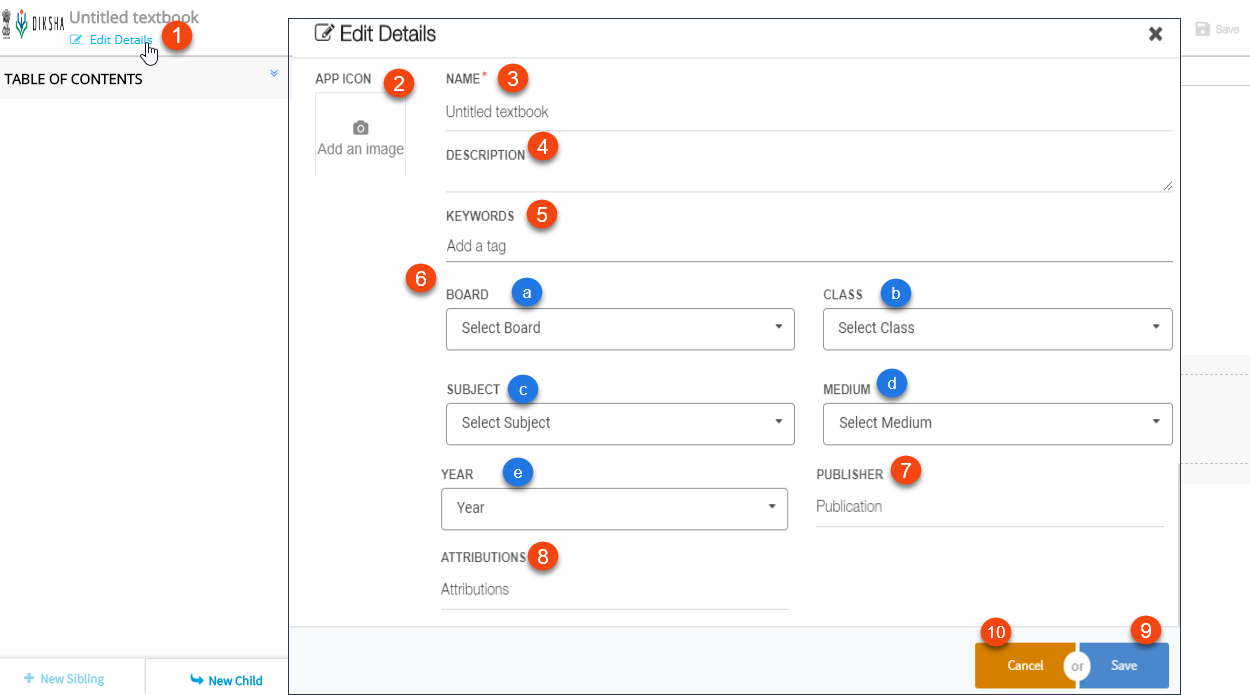 DIKSHA
Untitled textbook
Edit Details
1
Edit Details
Save
TABLE OF CONTENTS
APP ICON
2
Add an image
NAME*
3
Untitled textbook
DESCRIPTION
4
KEYWORDS
5
Add a tag
6
BOARD
a
CLASS
b
Select Board
Select Class
SUBJECT
c
MEDIUM
d
Select Subject
Select Medium
YEAR
e
PUBLISHER
7
Year
Publication
ATTRIBUTIONS
8
Attributions
10
9
Cancel
or
Save
New Sibling
New Child